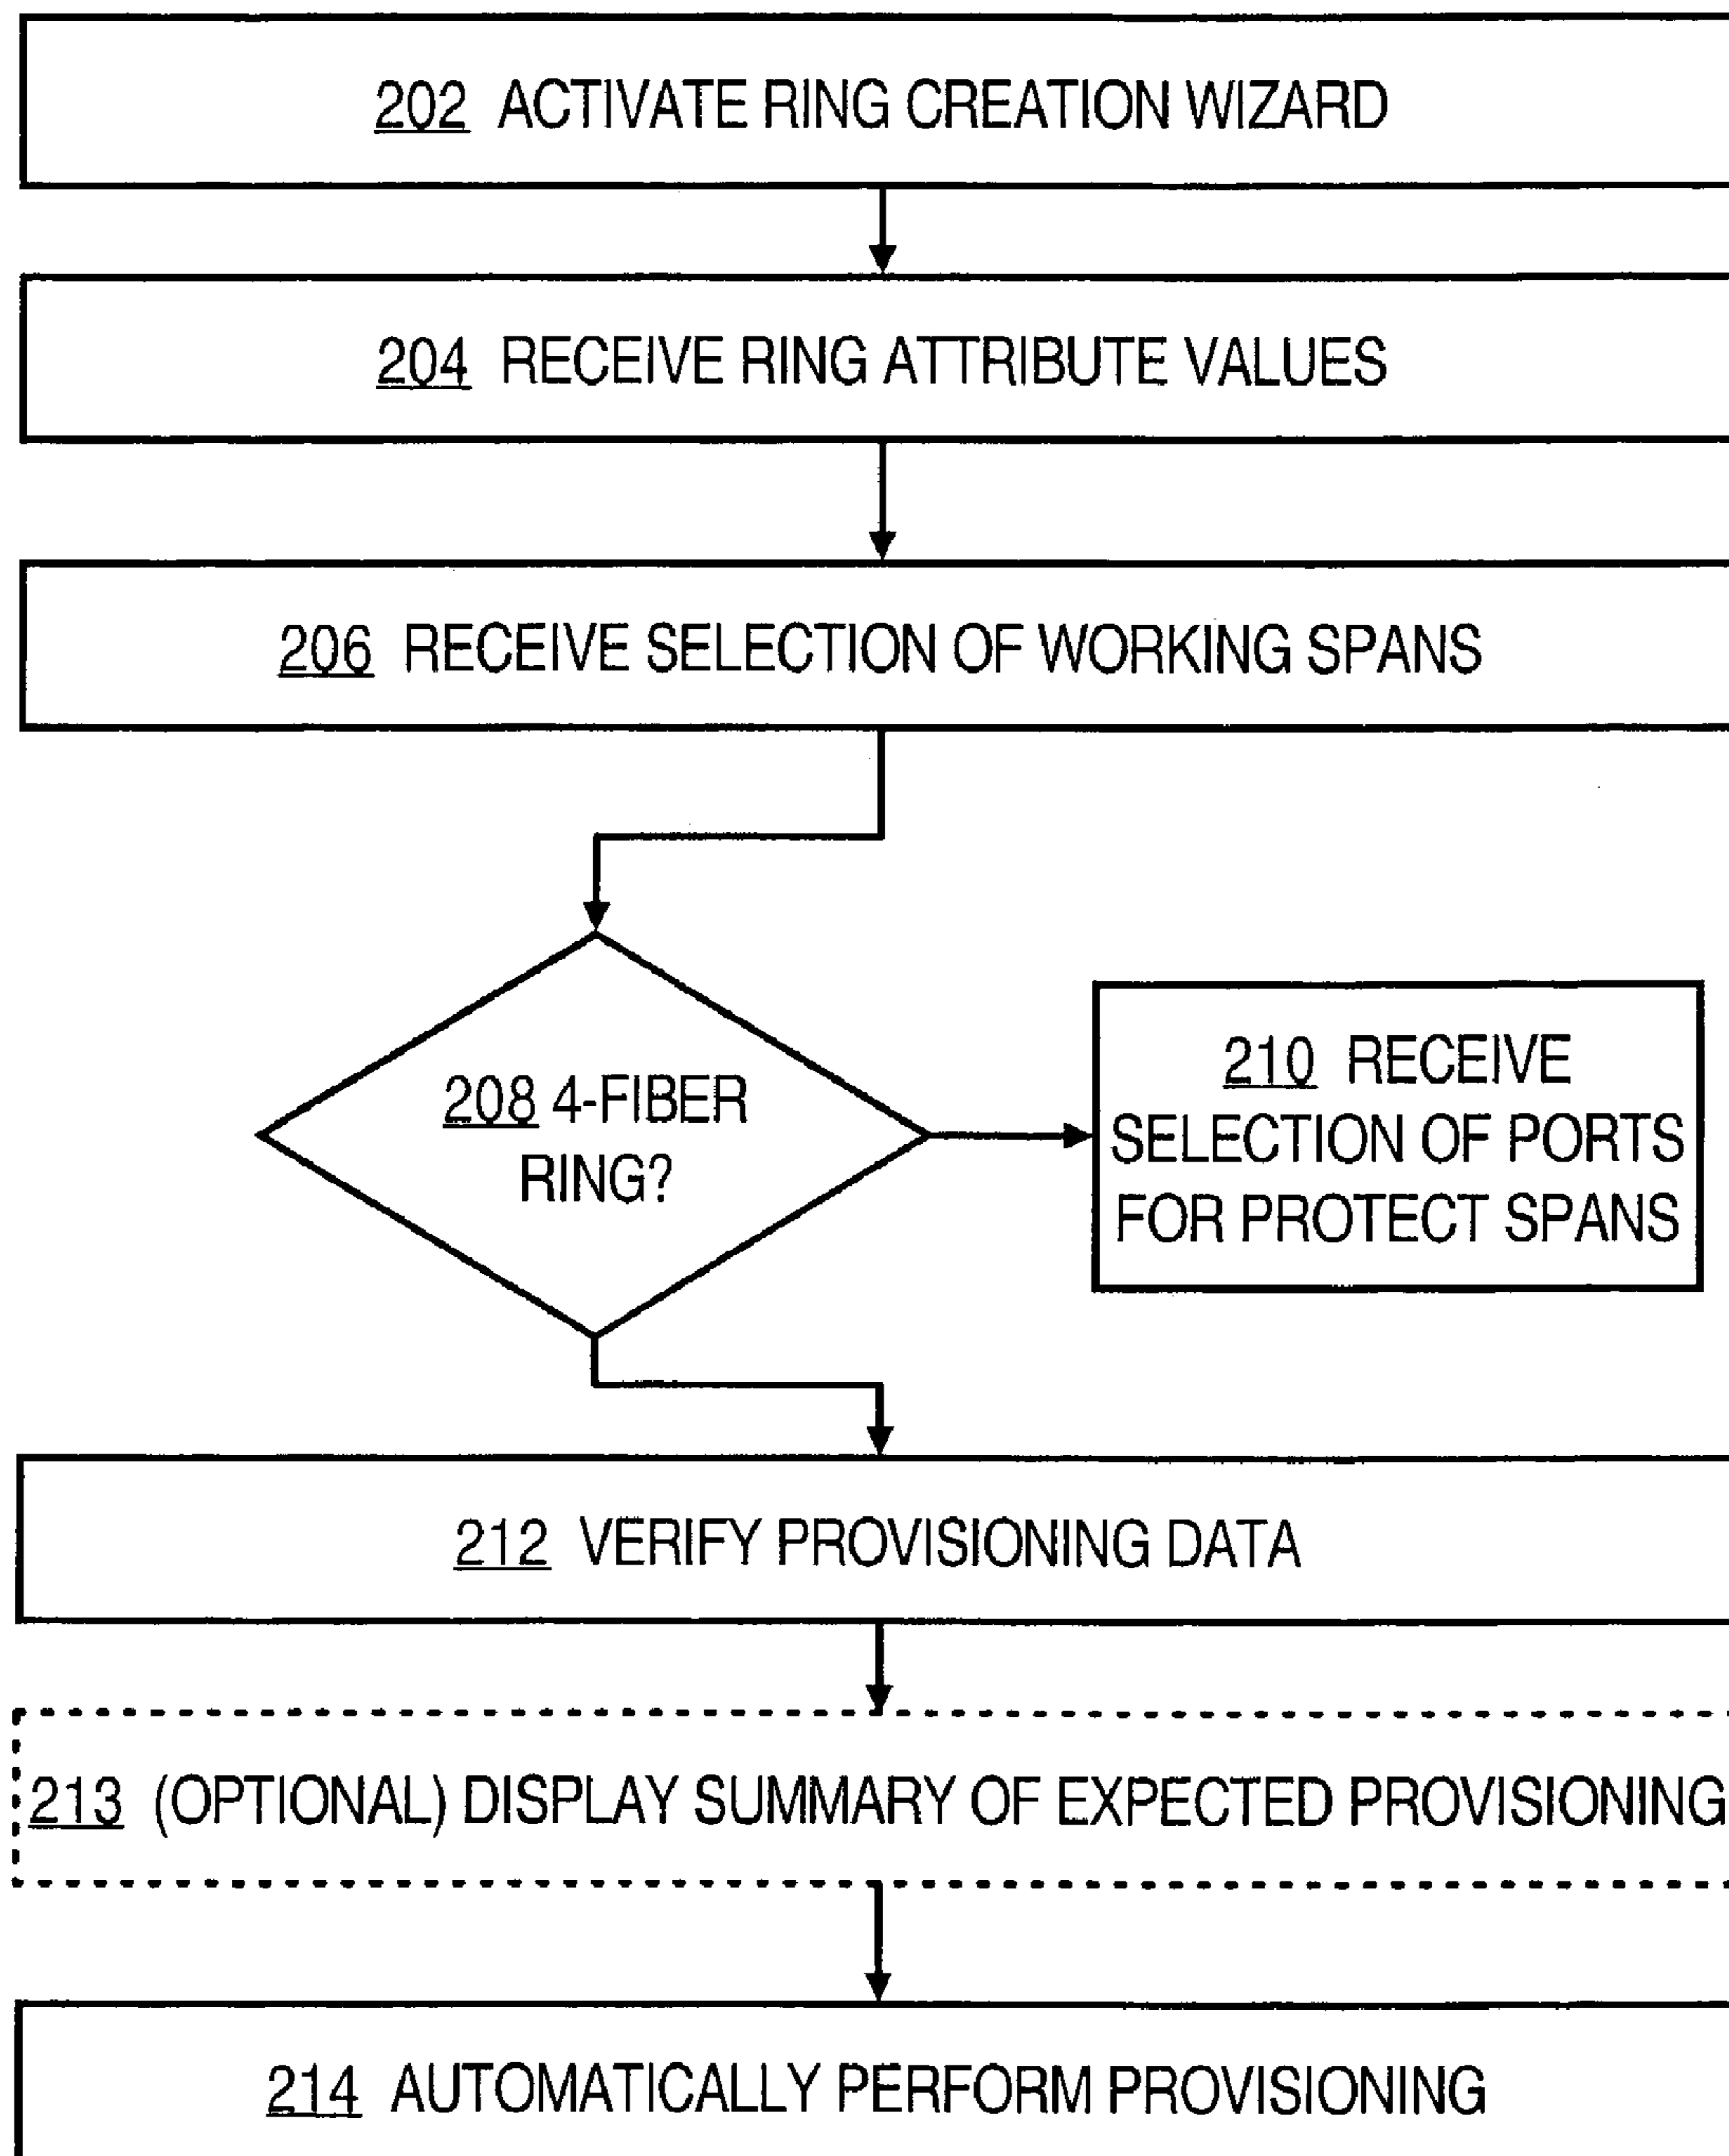 202 ACTIVATE RING CREATION WIZARD
204 RECEIVE RING ATTRIBUTE VALUES
206 RECEIVE SELECTION OF WORKING SPANS
208 4-FIBER
RING?
210 RECEIVE
SELECTION OF PORTS
FOR PROTECT SPANS
212 VERIFY PROVISIONING DATA
213 (OPTIONAL) DISPLAY SUMMARY OF EXPECTED PROVISIONING
214 AUTOMATICALLY PERFORM PROVISIONING